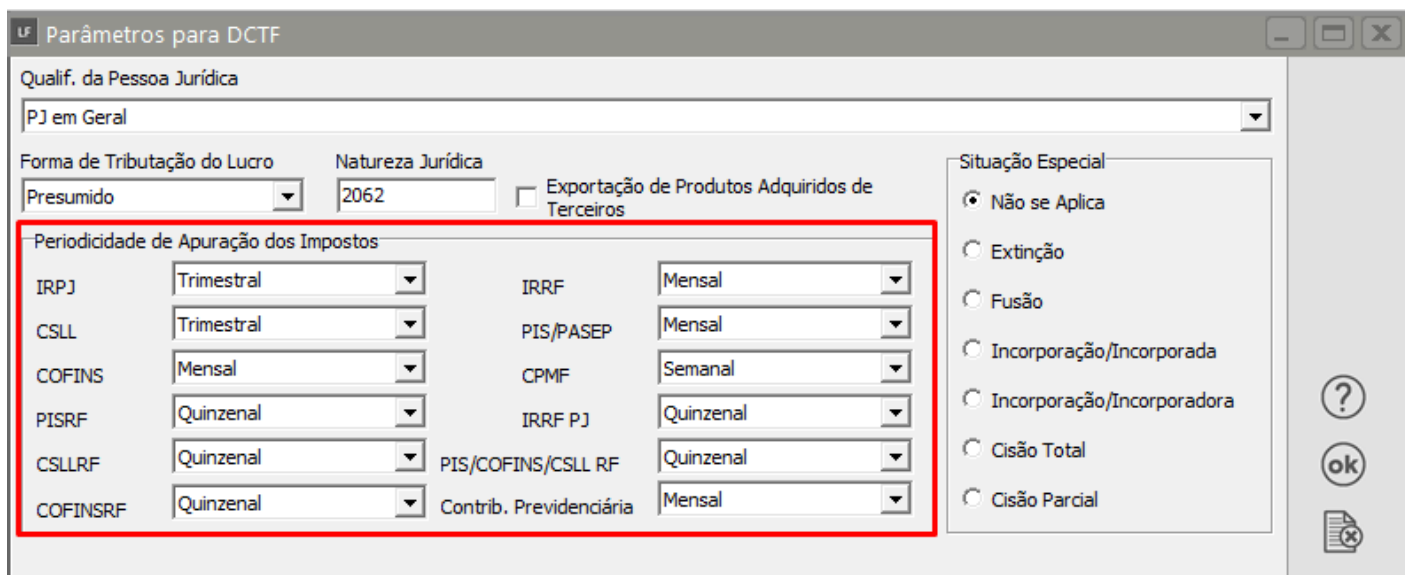 LF Parâmetros para DCTF
Qualif. da Pessoa Jurídica
PJ em Geral
Forma de Tributação do Lucro
Presumido
Natureza Jurídica
2062
Exportação de Produtos Adquiridos de
Terceiros
Periodicidade de Apuração dos Impostos
IRPJ Trimestral IRRF Mensal
CSLL Trimestral PIS/PASEP Mensal
COFINS Mensal CPMF Semanal
PISRF Quinzenal IRRF PJ Quinzenal
CSLLRF Quinzenal PIS/COFINS/CSLL RF Quinzenal
COFINSRF Quinzenal Contrib. Previdenciária Mensal
Situação Especial
Não se Aplica
Extinção
Fusão
Incorporação/Incorporada
Incorporação/Incorporadora
Cisão Total
Cisão Parcial
?
ok